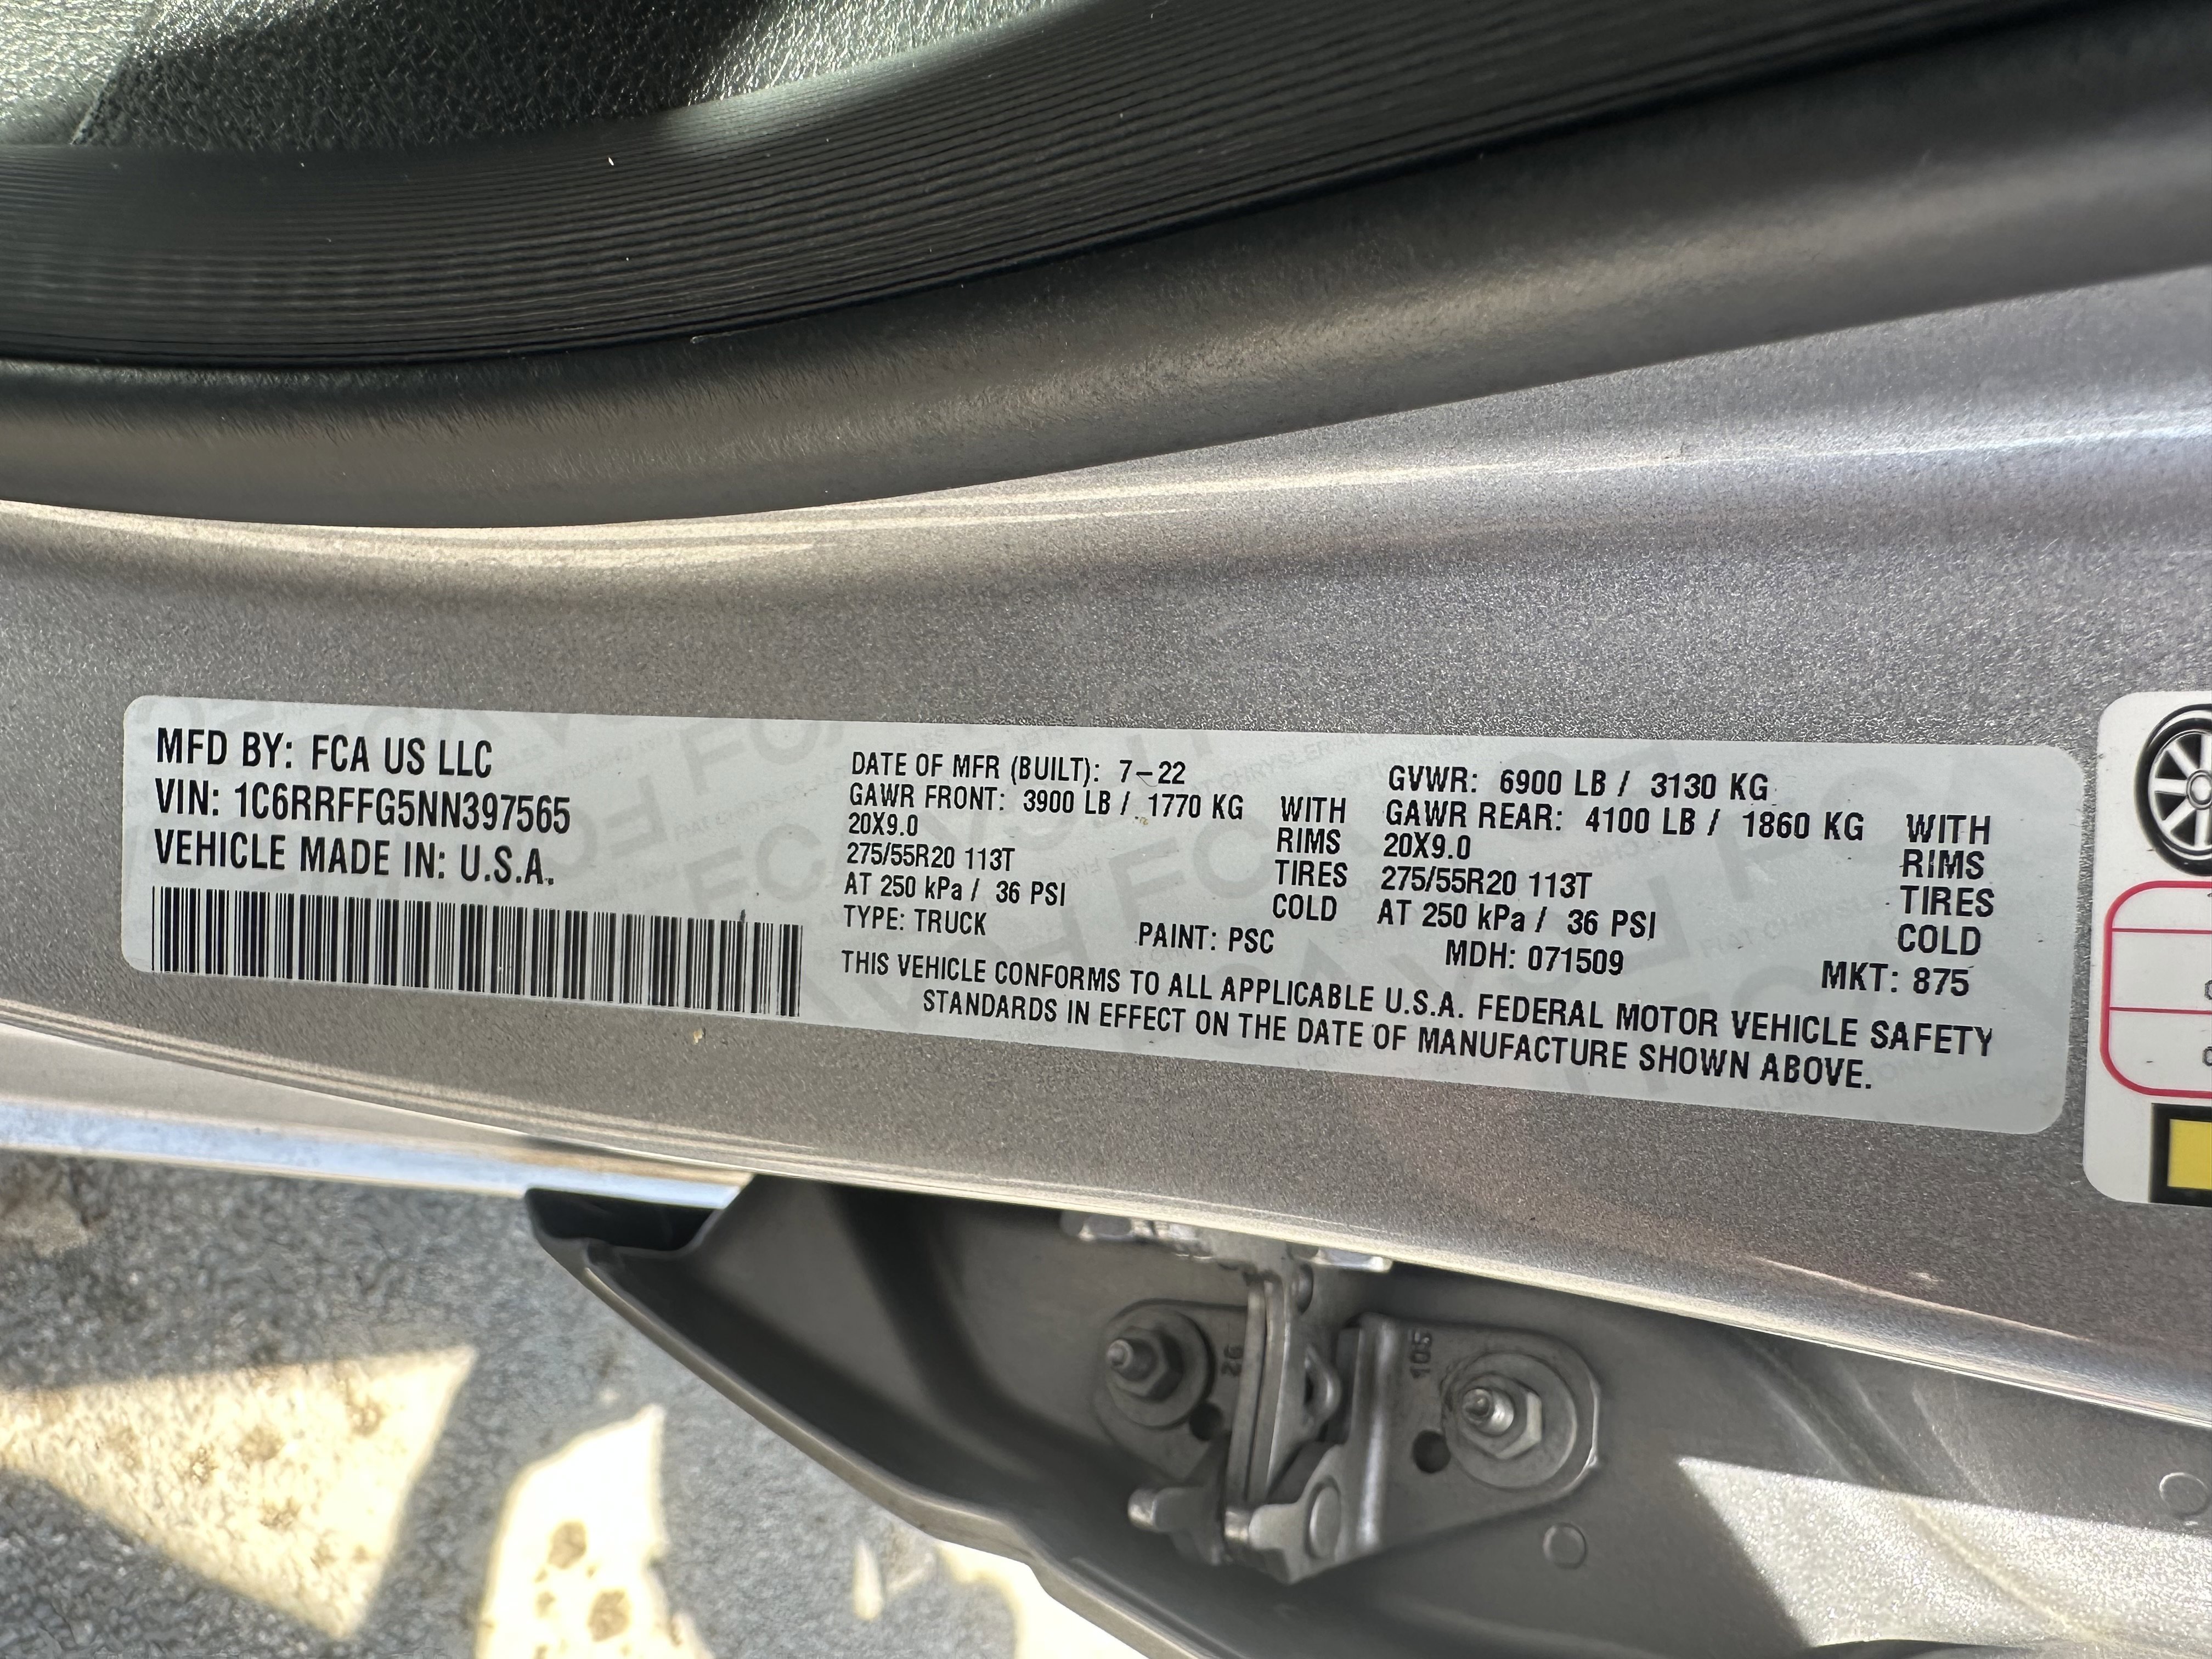 MFD BY: FCA US LLC
VIN: 1C6RRFFG5NN397565
VEHICLE MADE IN: U.S.A.
DATE OF MFR (BUILT): 7-22
GAWR FRONT: 3900 LB / 1770 KG WITH
20X9.0 RIMS
275/55R20 113T TIRES
AT 250 kPa / 36 PSI COLD
TYPE: TRUCK PAINT: PSC
GVWR: 6900 LB / 3130 KG
GAWR REAR: 4100 LB / 1860 KG WITH
20X9.0 RIMS
275/55R20 113T TIRES
AT 250 kPa / 36 PSI COLD
MDH: 071509 MKT: 875
THIS VEHICLE CONFORMS TO ALL APPLICABLE U.S.A. FEDERAL MOTOR VEHICLE SAFETY
STANDARDS IN EFFECT ON THE DATE OF MANUFACTURE SHOWN ABOVE.
105